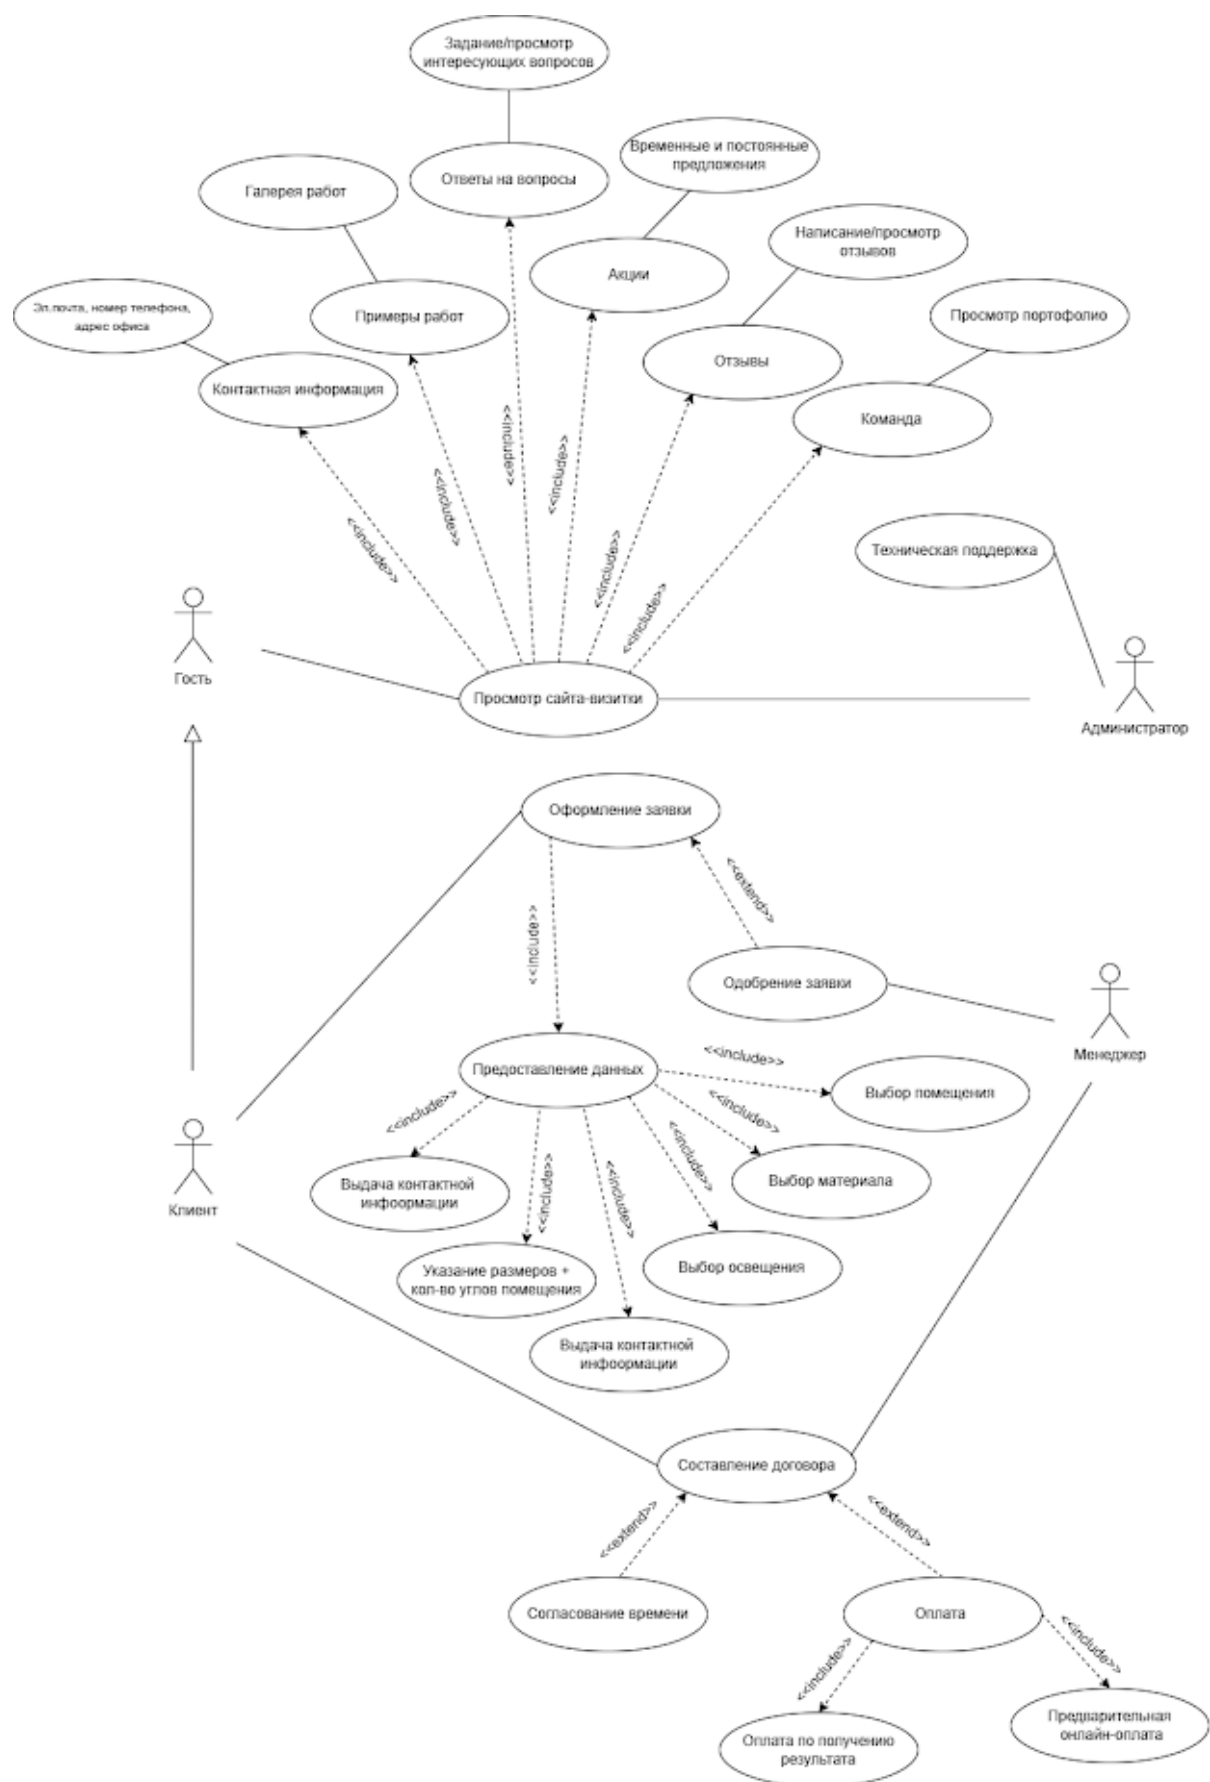 Задание/просмотр
интересующих вопросов
Временные и постоянные
предложения
Ответы на вопросы
Галерея работ
Написание/просмотр
отзывов
Акции
Эл.почта, номер телефона,
адрес офиса
Примеры работ
Просмотр портофолио
Отзывы
Контактная информация
Команда
<<include>>
<<include>>
<<include>>
<<include>>
<<include>>
<<include>>
Техническая поддержка
Гость
Просмотр сайта-визитки
Администратор
Оформление заявки
<<extend>>
<<include>>
Одобрение заявки
Менеджер
Предоставление данных
<<include>>
Выбор помещения
<<include>>
<<include>>
<<include>>
<<include>>
<<include>>
Выдача контактной
инфоормации
Выбор материала
Клиент
Указание размеров +
кол-во углов помещения
Выбор освещения
Выдача контактной
инфоормации
Составление договора
<<extend>>
<<extend>>
Согласование времени
Оплата
<<include>>
<<include>>
Предварительная
онлайн-оплата
Оплата по получению
результата